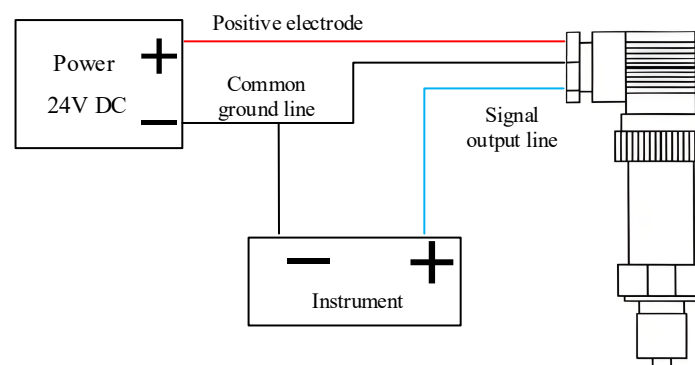 Positive electrode
Power
+
24V DC
−
Common
ground line
Signal
output line
− +
Instrument